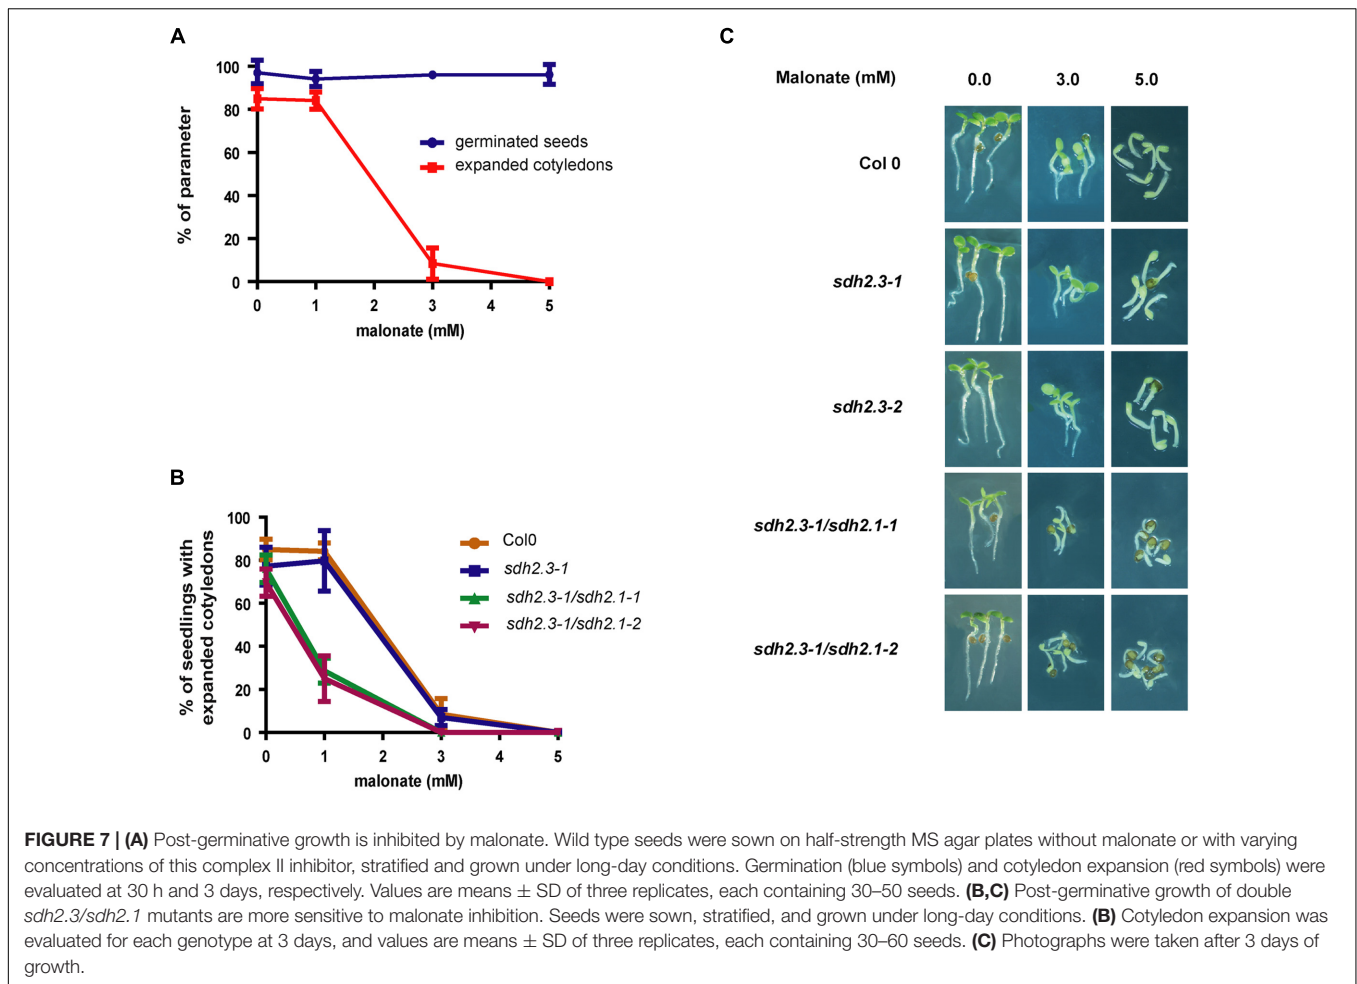 A
100
80
60
40
20
0
% of parameter
germinated seeds
expanded cotyledons
0 1 2 3 4 5
malonate (mM)
B
100
80
60
40
20
0
% of seedlings with
expanded cotyledons
Col0
sdh2.3-1
sdh2.3-1/sdh2.1-1
sdh2.3-1/sdh2.1-2
0 1 2 3 4 5
malonate (mM)
C
Malonate (mM) 0.0 3.0 5.0
Col 0
sdh2.3-1
sdh2.3-2
sdh2.3-1/sdh2.1-1
sdh2.3-1/sdh2.1-2
FIGURE 7 | (A) Post-germinative growth is inhibited by malonate. Wild type seeds were sown on half-strength MS agar plates without malonate or with varying
concentrations of this complex II inhibitor, stratified and grown under long-day conditions. Germination (blue symbols) and cotyledon expansion (red symbols) were
evaluated at 30 h and 3 days, respectively. Values are means ± SD of three replicates, each containing 30–50 seeds. (B,C) Post-germinative growth of double
sdh2.3/sdh2.1 mutants are more sensitive to malonate inhibition. Seeds were sown, stratified, and grown under long-day conditions. (B) Cotyledon expansion was
evaluated for each genotype at 3 days, and values are means ± SD of three replicates, each containing 30–60 seeds. (C) Photographs were taken after 3 days of
growth.